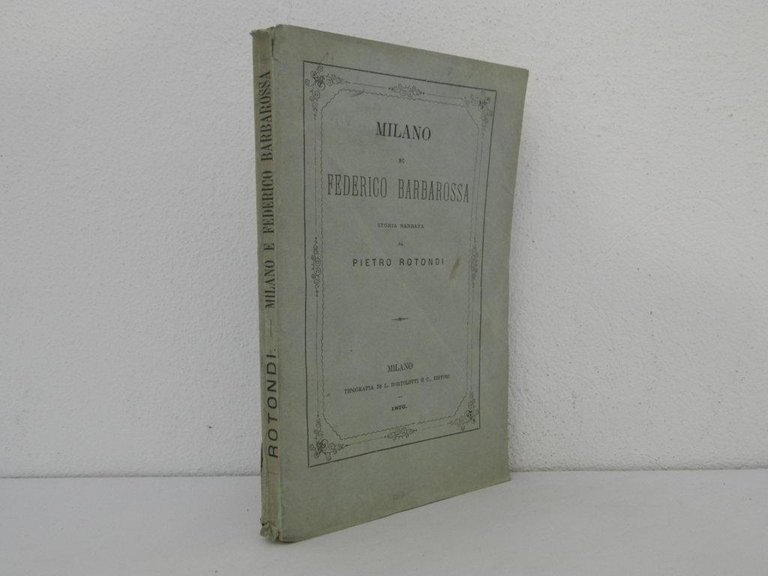 MILANO
FEDERICO BARBAROSSA
STORIA NARRATA
DA
PIETRO ROTONDI
MILANO
TIPOGRAFIA DI L. BORTOLOTTI E C., EDITORI
ROTONDI. — MILANO E FEDERICO BARBAROSSA